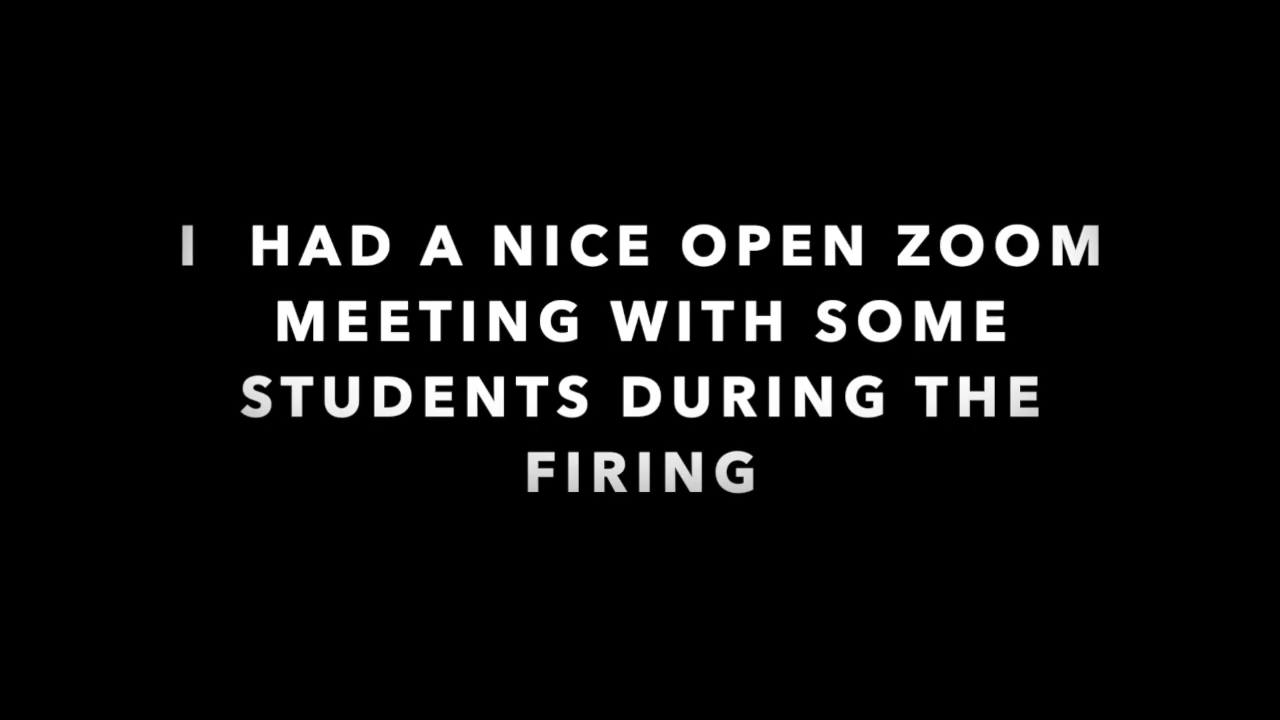 I  HAD A NICE OPEN ZOOM
MEETING WITH SOME
STUDENTS DURING THE
FIRING